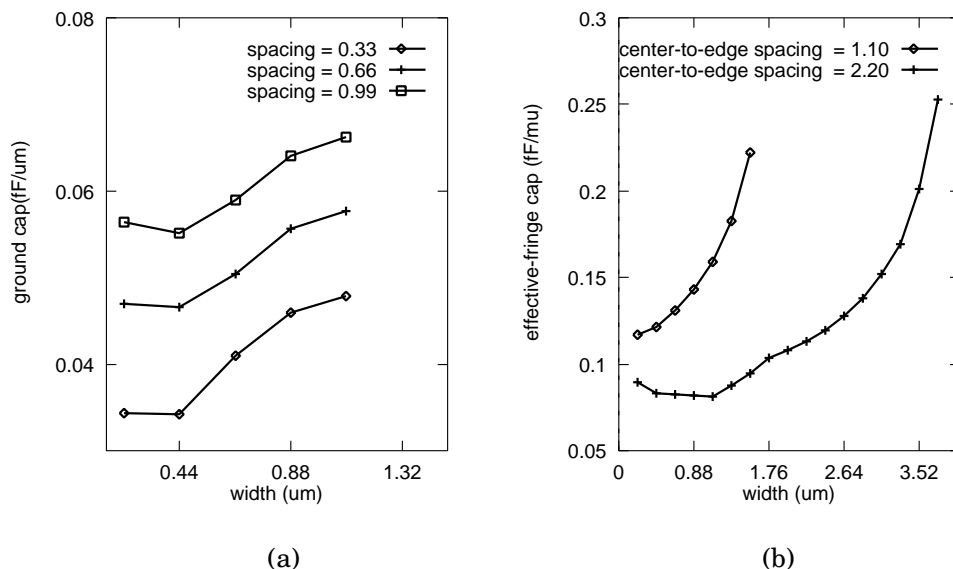 0.08
0.06
0.04
ground cap(fF/um)
spacing = 0.33
spacing = 0.66
spacing = 0.99
0.44 0.88 1.32
width (um)
(a)
0.3
0.25
0.2
0.15
0.1
0.05
effective-fringe cap (fF/mu)
center-to-edge spacing = 1.10
center-to-edge spacing = 2.20
0 0.88 1.76 2.64 3.52
width (um)
(b)